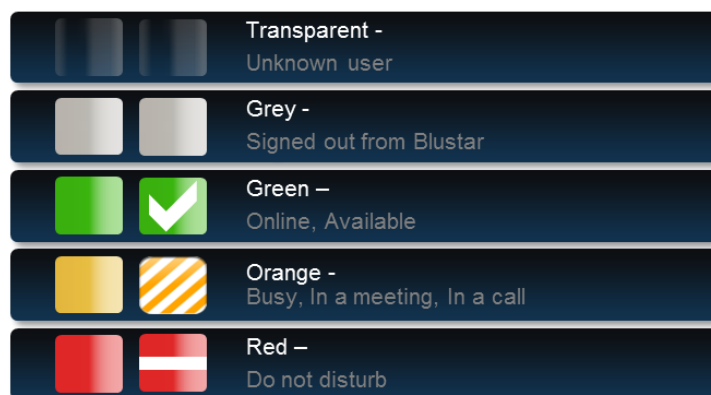 Transparent -
Unknown user
Grey -
Signed out from Blustar
Green –
Online, Available
Orange -
Busy, In a meeting, In a call
Red –
Do not disturb